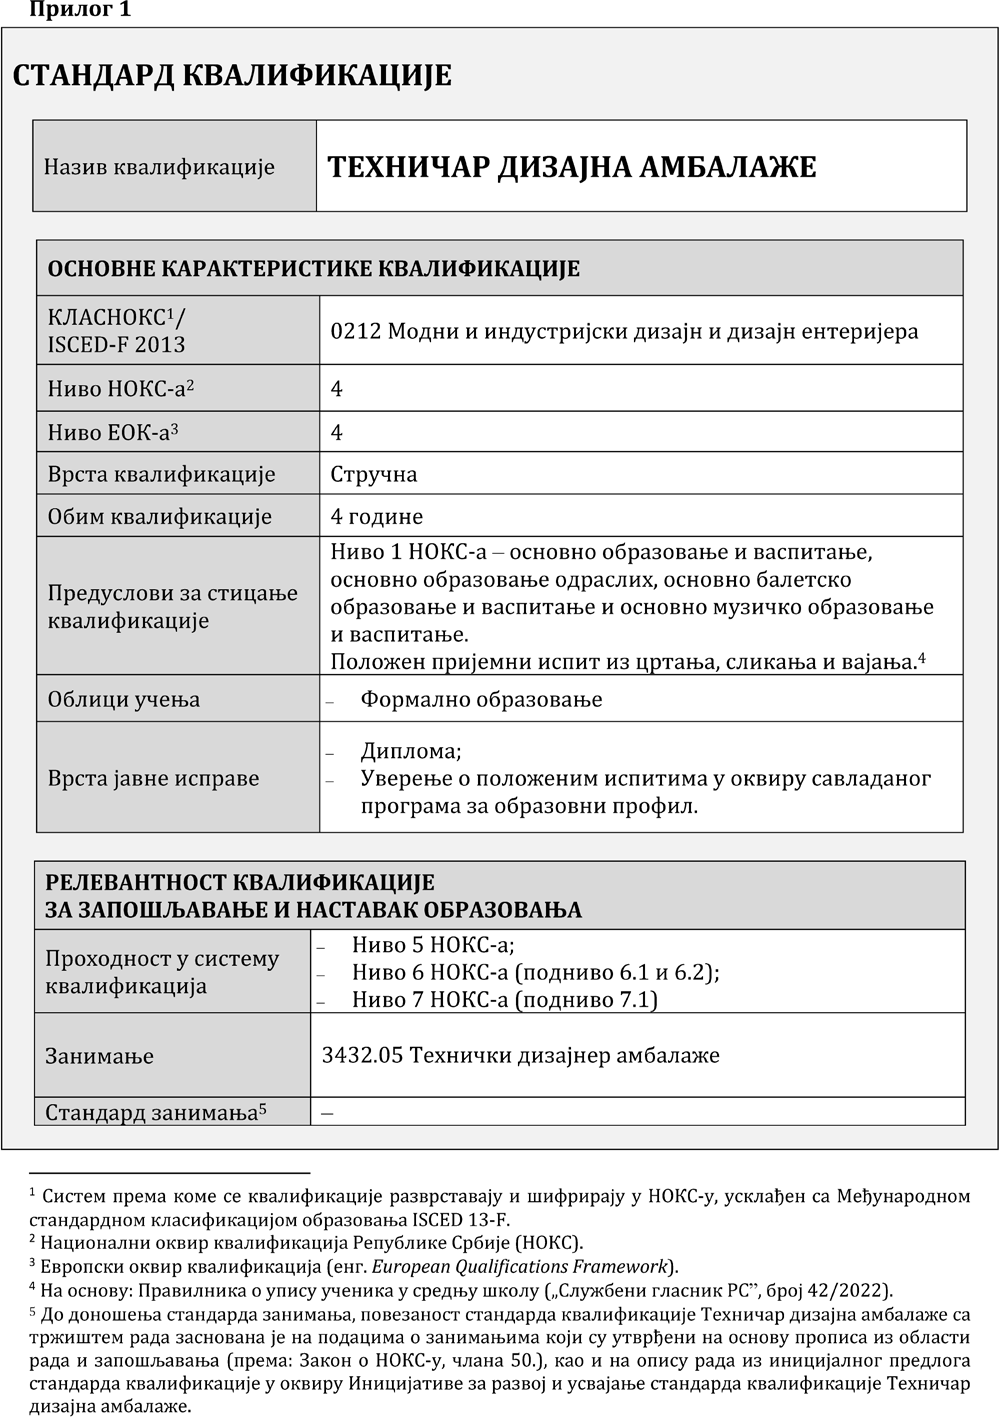 Прилог 1
СТАНДАРД КВАЛИФИКАЦИЈЕ
Назив квалификације
ТЕХНИЧАР ДИЗАЈНА АМБАЛАЖЕ
ОСНОВНЕ КАРАКТЕРИСТИКЕ КВАЛИФИКАЦИЈЕ
КЛАСНОКС¹/
ISCED-F 2013
0212 Модни и индустријски дизајн и дизајн ентеријера
Ниво НОКС-а²
4
Ниво ЕОК-а³
4
Врста квалификације
Стручна
Обим квалификације
4 године
Предуслови за стицање
квалификације
Ниво 1 НОКС-а – основно образовање и васпитање,
основно образовање одраслих, основно балетско
образовање и васпитање и основно музичко образовање
и васпитање.
Положен пријемни испит из цртања, сликања и вајања.⁴
Облици учења
– Формално образовање
Врста јавне исправе
– Диплома;
– Уверење о положеним испитима у оквиру савладаног
програма за образовни профил.
РЕЛЕВАНТНОСТ КВАЛИФИКАЦИЈЕ
ЗА ЗАПОШЉАВАЊЕ И НАСТАВАК ОБРАЗОВАЊА
Проходност у систему
квалификација
– Ниво 5 НОКС-а;
– Ниво 6 НОКС-а (подниво 6.1 и 6.2);
– Ниво 7 НОКС-а (подниво 7.1)
Занимање
3432.05 Технички дизајнер амбалаже
Стандард занимања⁵
–
¹ Систем према коме се квалификације разврставају и шифрирају у НОКС-у, усклађен са Међународном
стандардном класификацијом образовања ISCED 13-F.
² Национални оквир квалификација Републике Србије (НОКС).
³ Европски оквир квалификација (енг. European Qualifications Framework).
⁴ На основу: Правилника о упису ученика у средњу школу („Службени гласник РС”, број 42/2022).
⁵ До доношења стандарда занимања, повезаност стандарда квалификације Техничар дизајна амбалаже са
тржиштем рада заснована је на подацима о занимањима који су утврђени на основу прописа из области
рада и запошљавања (према: Закон о НОКС-у, члана 50.), као и на опису рада из иницијалног предлога
стандарда квалификације у оквиру Иницијативе за развој и усвајање стандарда квалификације Техничар
дизајна амбалаже.